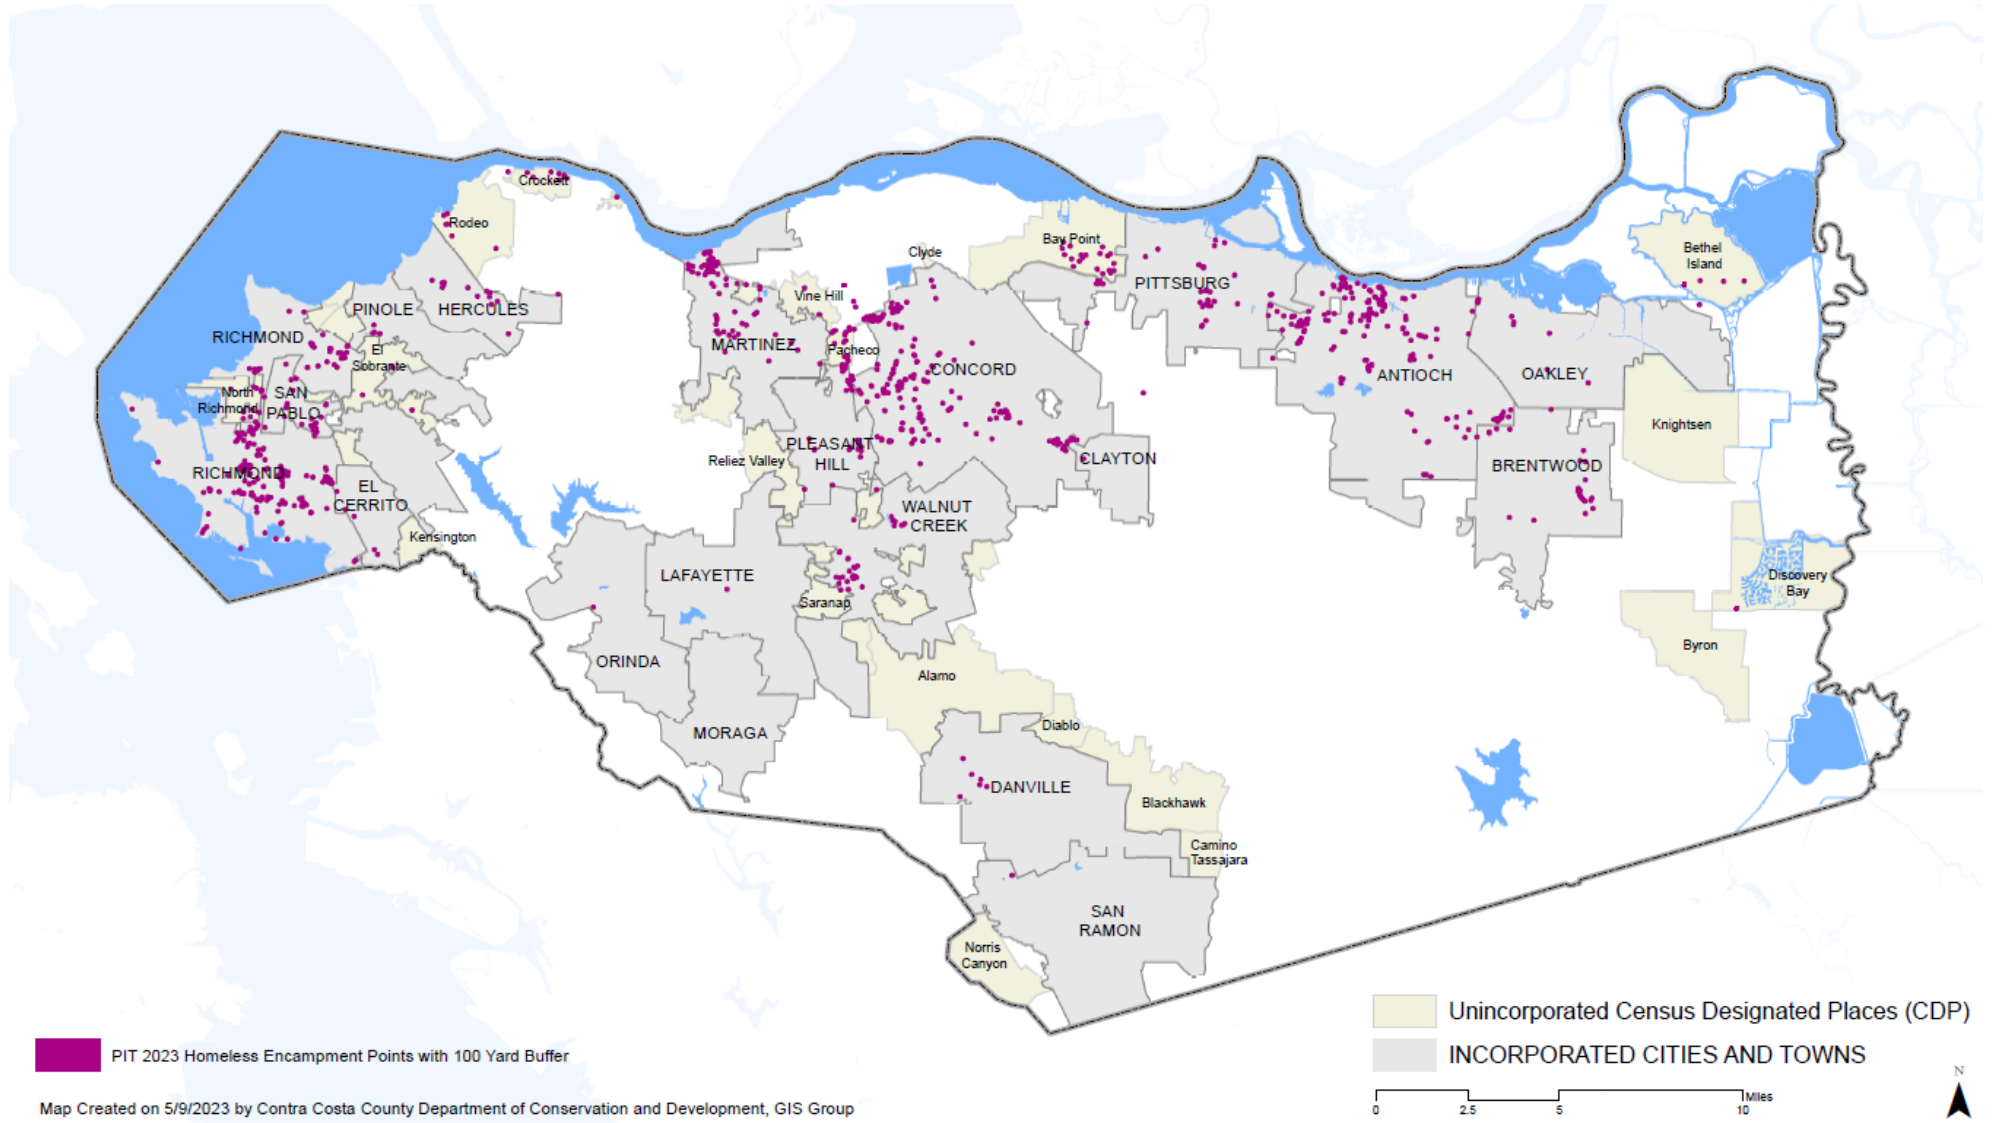 Crockett
Rodeo
Bay Point
Clyde
Bethel
Island
PITTSBURG
Vine Hill
PINOLE
HERCULES
RICHMOND
MARTINEZ
Pacheco
El
Sobrante
CONCORD
ANTIOCH
OAKLEY
North
Richmond
SAN
PABLO
Knightsen
PLEASANT
HILL
Reliez Valley
CLAYTON
BRENTWOOD
RICHMOND
EL
CERRITO
WALNUT
CREEK
Kensington
LAFAYETTE
Saranap
Discovery
Bay
Byron
ORINDA
Alamo
MORAGA
Diablo
DANVILLE
Blackhawk
Camino
Tassajara
SAN
RAMON
Norris
Canyon
Unincorporated Census Designated Places (CDP)
INCORPORATED CITIES AND TOWNS
PIT 2023 Homeless Encampment Points with 100 Yard Buffer
N
Miles
0 2.5 5 10
Map Created on 5/9/2023 by Contra Costa County Department of Conservation and Development, GIS Group